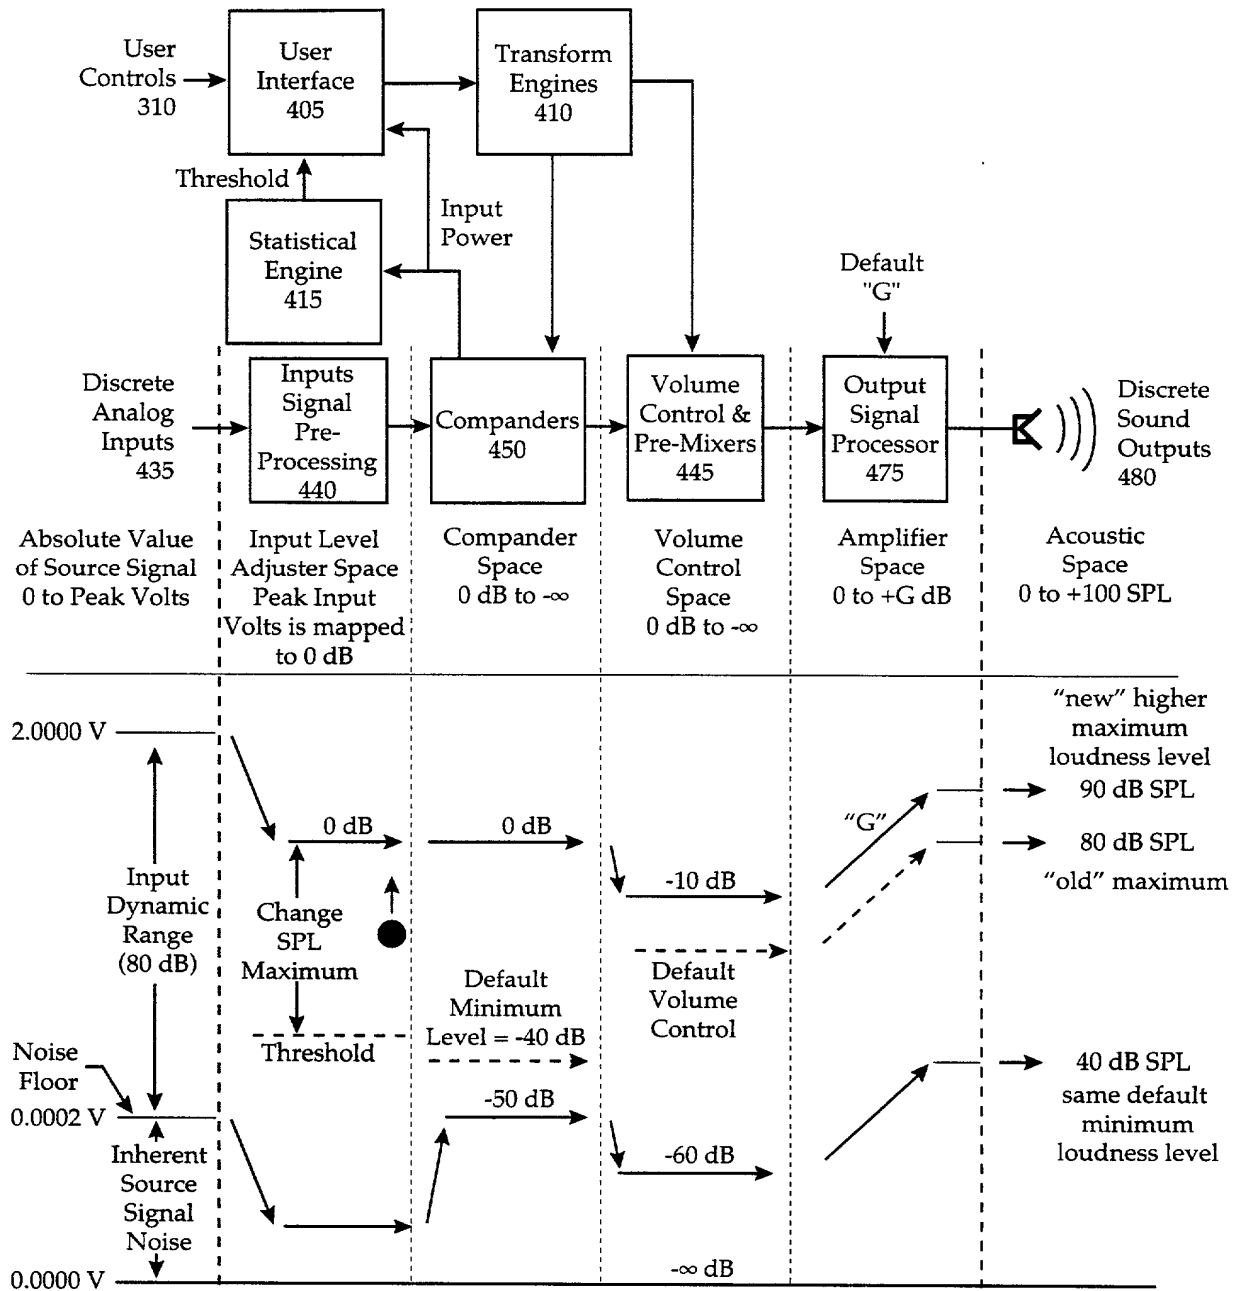 User
Controls
310
User
Interface
405
Transform
Engines
410
Threshold
Input
Power
Statistical
Engine
415
Default
"G"
Discrete
Analog
Inputs
435
Inputs
Signal
Pre-
Processing
440
Companders
450
Volume
Control &
Pre-Mixers
445
Output
Signal
Processor
475
Discrete
Sound
Outputs
480
Absolute Value
of Source Signal
0 to Peak Volts
Input Level
Adjuster Space
Peak Input
Volts is mapped
to 0 dB
Compander
Space
0 dB to -∞
Volume
Control
Space
0 dB to -∞
Amplifier
Space
0 to +G dB
Acoustic
Space
0 to +100 SPL
2.0000 V
Input
Dynamic
Range
(80 dB)
Noise
Floor
0.0002 V
Inherent
Source
Signal
Noise
0.0000 V
0 dB
Change
SPL
Maximum
Threshold
0 dB
Default
Minimum
Level = -40 dB
-50 dB
-10 dB
Default
Volume
Control
-60 dB
-∞ dB
"G"
"new" higher
maximum
loudness level
90 dB SPL
80 dB SPL
"old" maximum
40 dB SPL
same default
minimum
loudness level